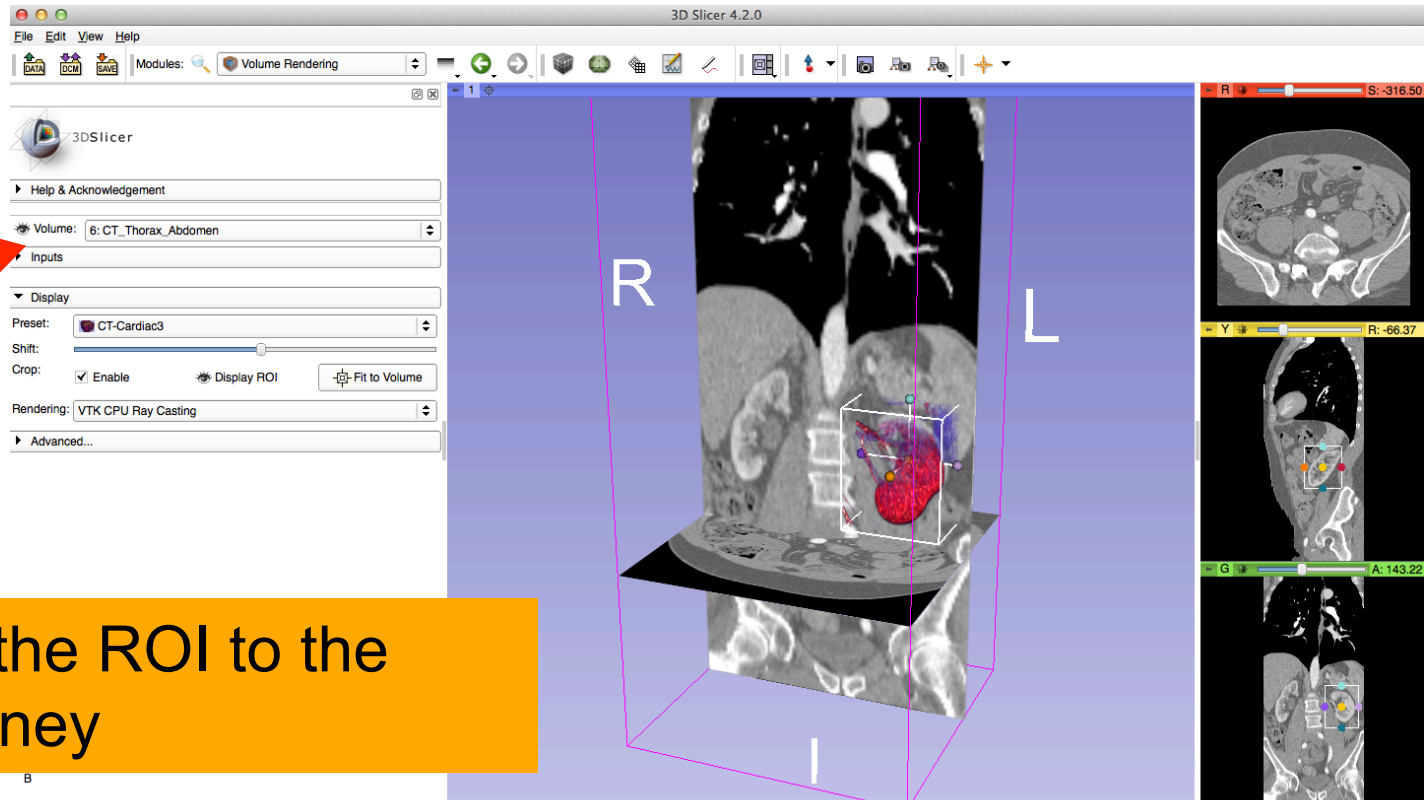 3D Slicer 4.2.0
File Edit View Help
DATA DCM SAVE Modules: Volume Rendering
3DSlicer
Help & Acknowledgement
Volume: 6: CT_Thorax_Abdomen
Inputs
Display
Preset: CT-Cardiac3
Shift:
Crop: Enable Display ROI Fit to Volume
Rendering: VTK CPU Ray Casting
Advanced...
1
R
L
I
R S: -316.50
Y R: -66.37
G A: 143.22
the ROI to the
ney
B